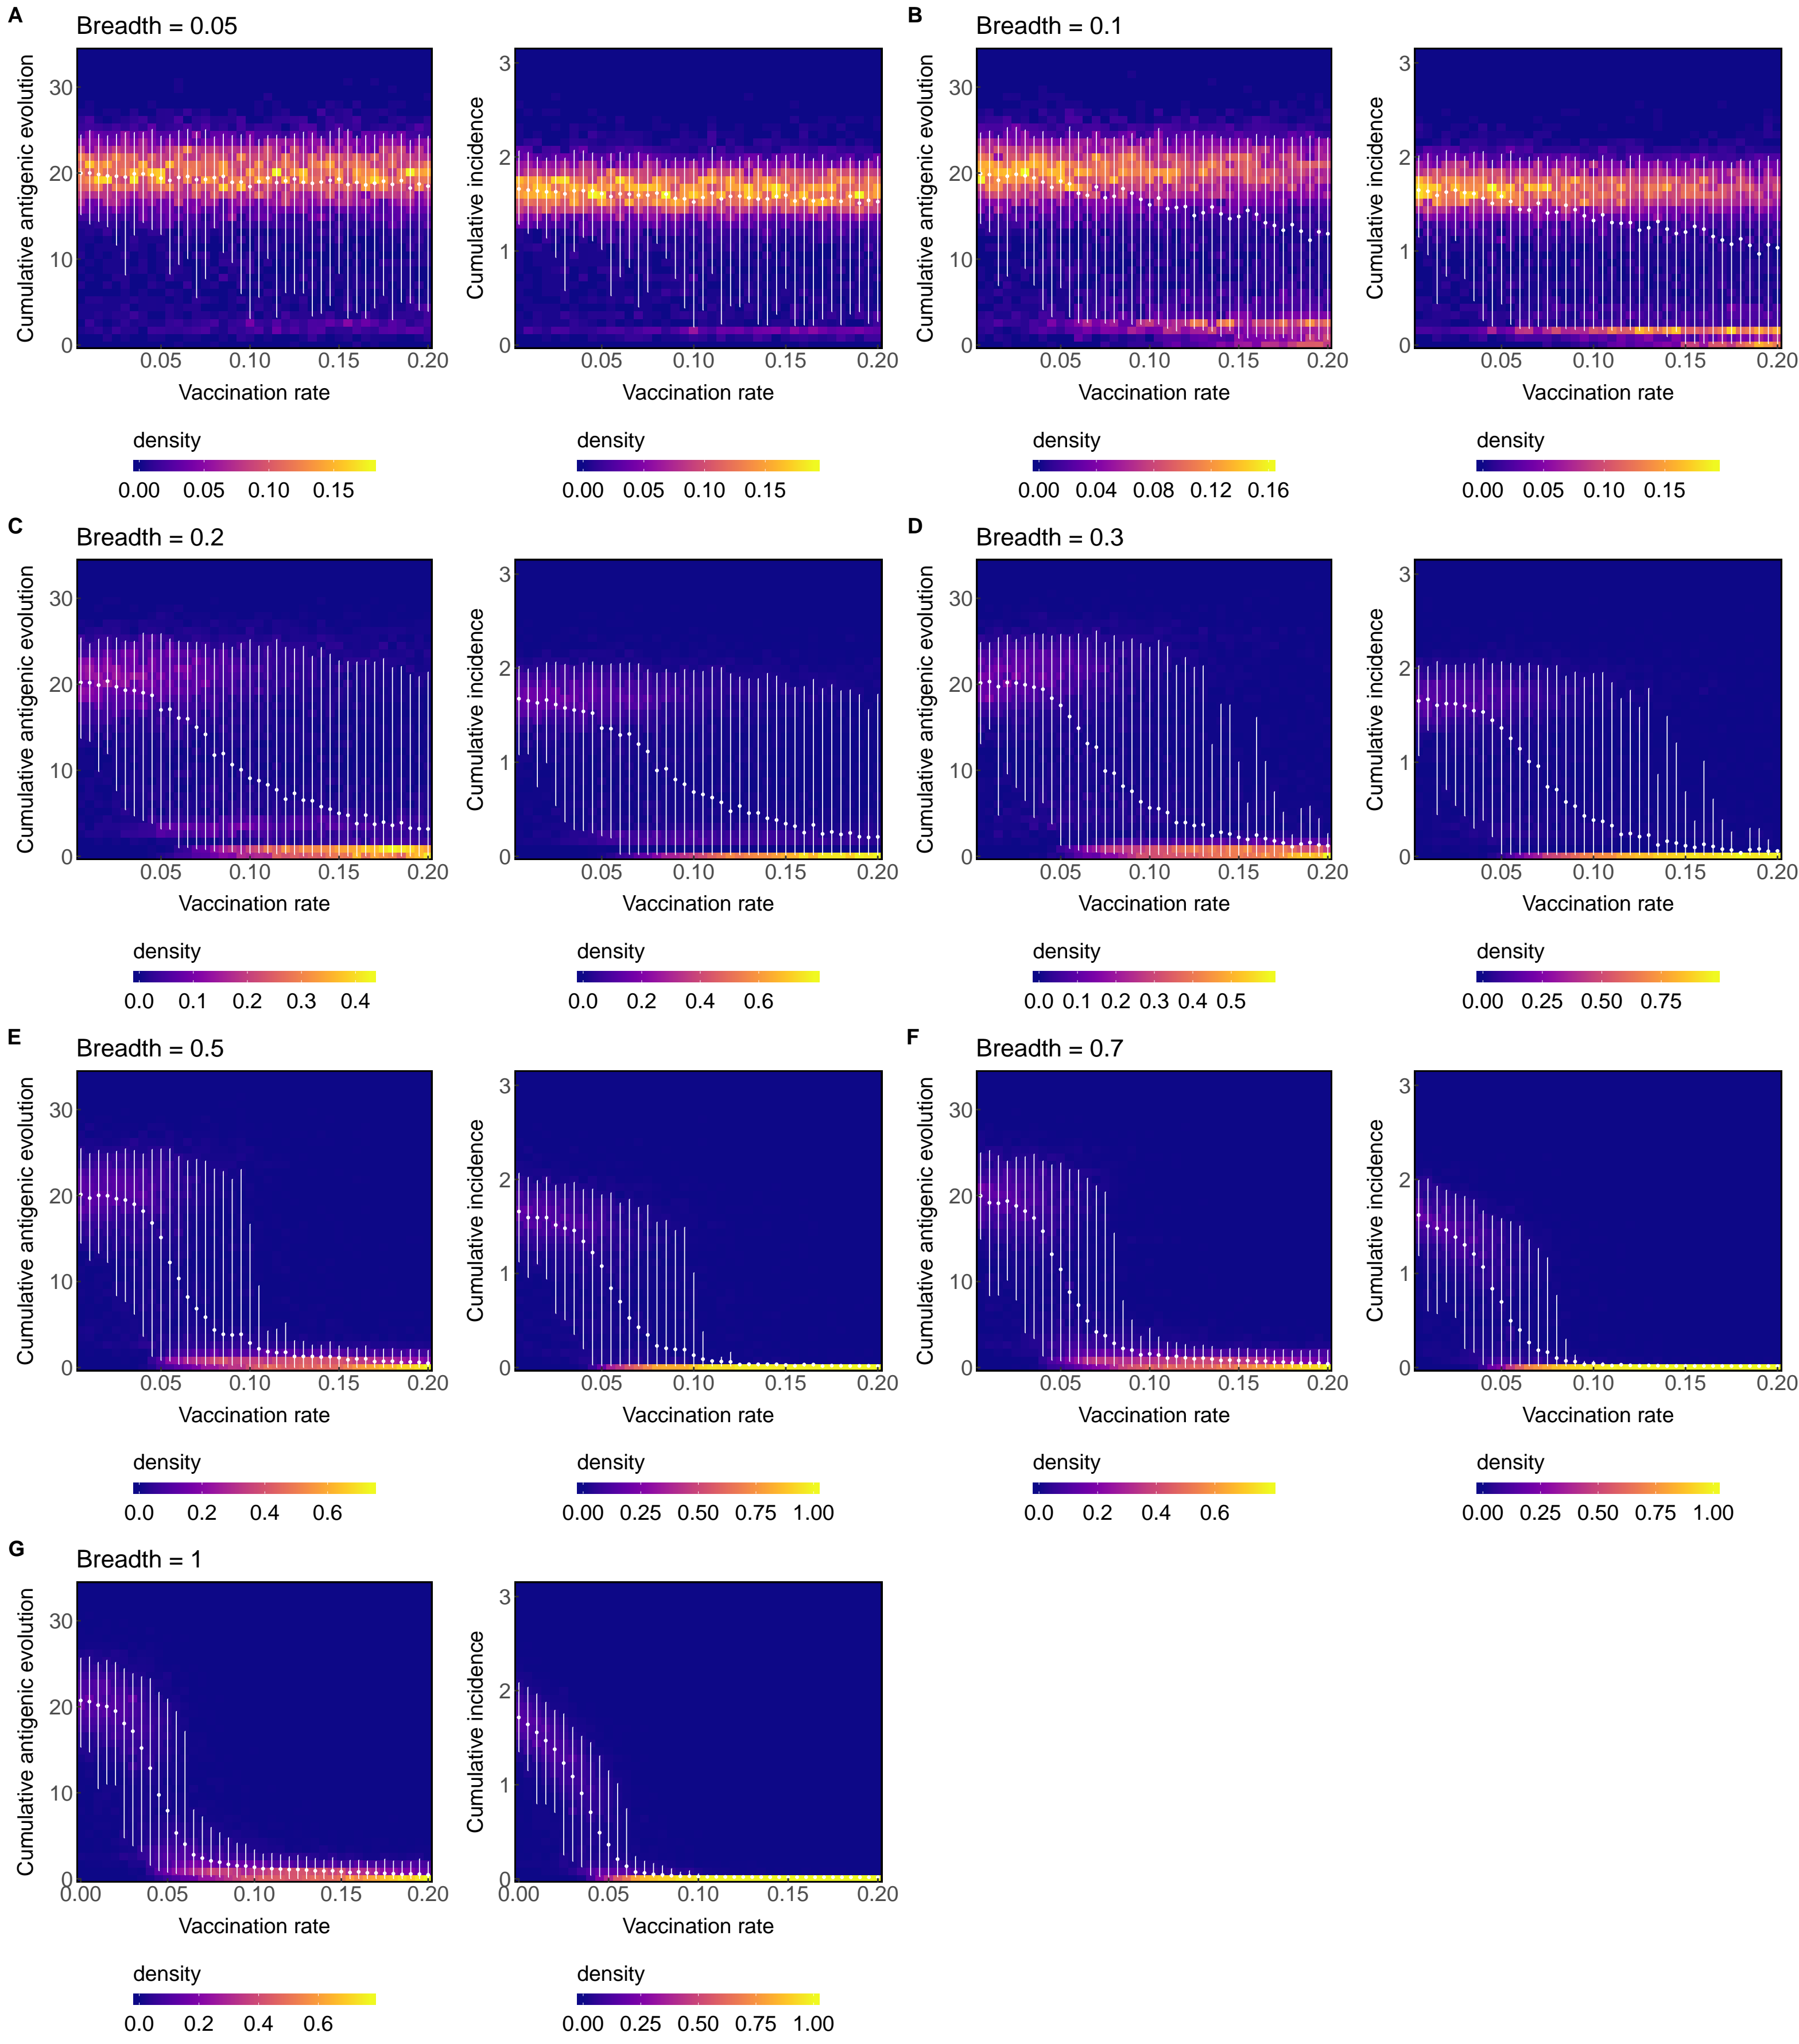 A
Breadth = 0.05
Cumulative antigenic evolution
30
20
10
0
0.05 0.10 0.15 0.20
Vaccination rate
density
0.00 0.05 0.10 0.15
Cumulative incidence
3
2
1
0
0.05 0.10 0.15 0.20
Vaccination rate
density
0.00 0.05 0.10 0.15
B
Breadth = 0.1
Cumulative antigenic evolution
30
20
10
0
0.05 0.10 0.15 0.20
Vaccination rate
density
0.00 0.04 0.08 0.12 0.16
Cumulative incidence
3
2
1
0
0.05 0.10 0.15 0.20
Vaccination rate
density
0.00 0.05 0.10 0.15
C
Breadth = 0.2
Cumulative antigenic evolution
30
20
10
0
0.05 0.10 0.15 0.20
Vaccination rate
density
0.0 0.1 0.2 0.3 0.4
Cumulative incidence
3
2
1
0
0.05 0.10 0.15 0.20
Vaccination rate
density
0.0 0.2 0.4 0.6
D
Breadth = 0.3
Cumulative antigenic evolution
30
20
10
0
0.05 0.10 0.15 0.20
Vaccination rate
density
0.0 0.1 0.2 0.3 0.4 0.5
Cumulative incidence
3
2
1
0
0.05 0.10 0.15 0.20
Vaccination rate
density
0.00 0.25 0.50 0.75
E
Breadth = 0.5
Cumulative antigenic evolution
30
20
10
0
0.05 0.10 0.15 0.20
Vaccination rate
density
0.0 0.2 0.4 0.6
Cumulative incidence
3
2
1
0
0.05 0.10 0.15 0.20
Vaccination rate
density
0.00 0.25 0.50 0.75 1.00
F
Breadth = 0.7
Cumulative antigenic evolution
30
20
10
0
0.05 0.10 0.15 0.20
Vaccination rate
density
0.0 0.2 0.4 0.6
Cumulative incidence
3
2
1
0
0.05 0.10 0.15 0.20
Vaccination rate
density
0.00 0.25 0.50 0.75 1.00
G
Breadth = 1
Cumulative antigenic evolution
30
20
10
0
0.00 0.05 0.10 0.15 0.20
Vaccination rate
density
0.0 0.2 0.4 0.6
Cumulative incidence
3
2
1
0
0.00 0.05 0.10 0.15 0.20
Vaccination rate
density
0.00 0.25 0.50 0.75 1.00